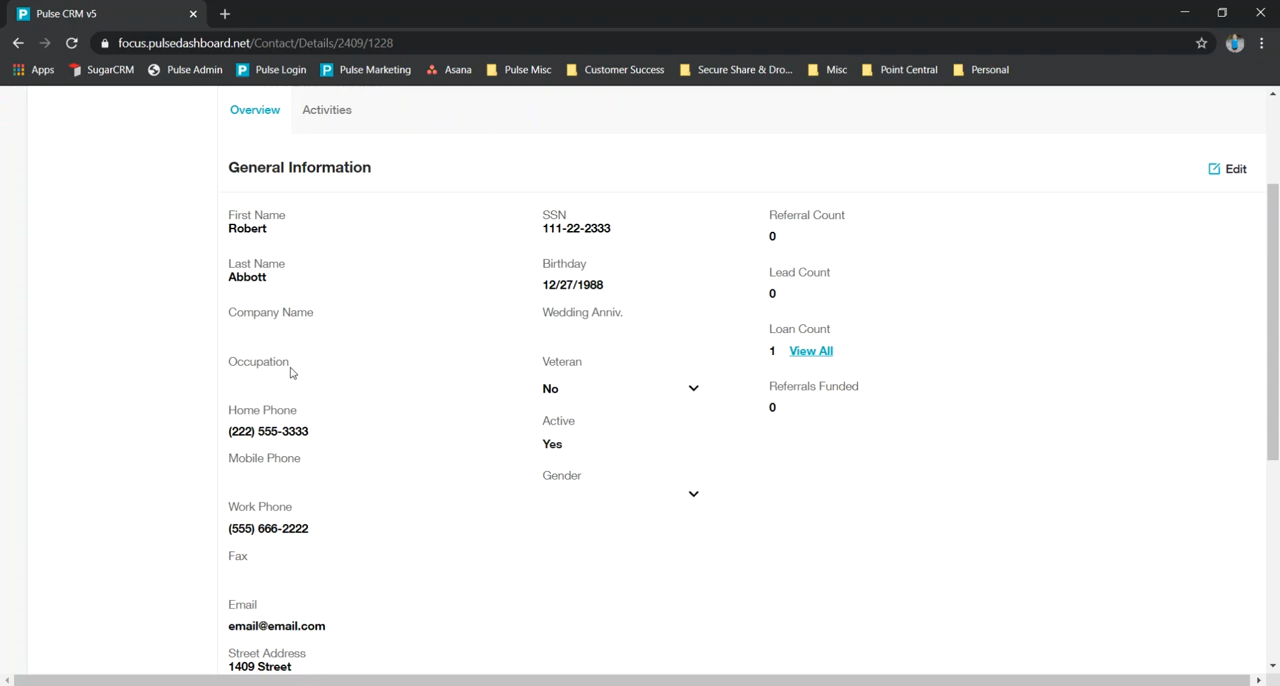 Pulse CRM v5
focus.pulsedashboard.net/Contact/Details/2409/1228
Apps SugarCRM Pulse Admin Pulse Login Pulse Marketing Asana Pulse Misc Customer Success Secure Share & Dro... Misc Point Central Personal
Overview Activities
General Information Edit
First Name
Robert
Last Name
Abbott
Company Name
Occupation
Home Phone
(222) 555-3333
Mobile Phone
Work Phone
(555) 666-2222
Fax
Email
email@email.com
Street Address
1409 Street
SSN
111-22-2333
Birthday
12/27/1988
Wedding Anniv.
Veteran
No
Active
Yes
Gender
Referral Count
0
Lead Count
0
Loan Count
1 View All
Referrals Funded
0